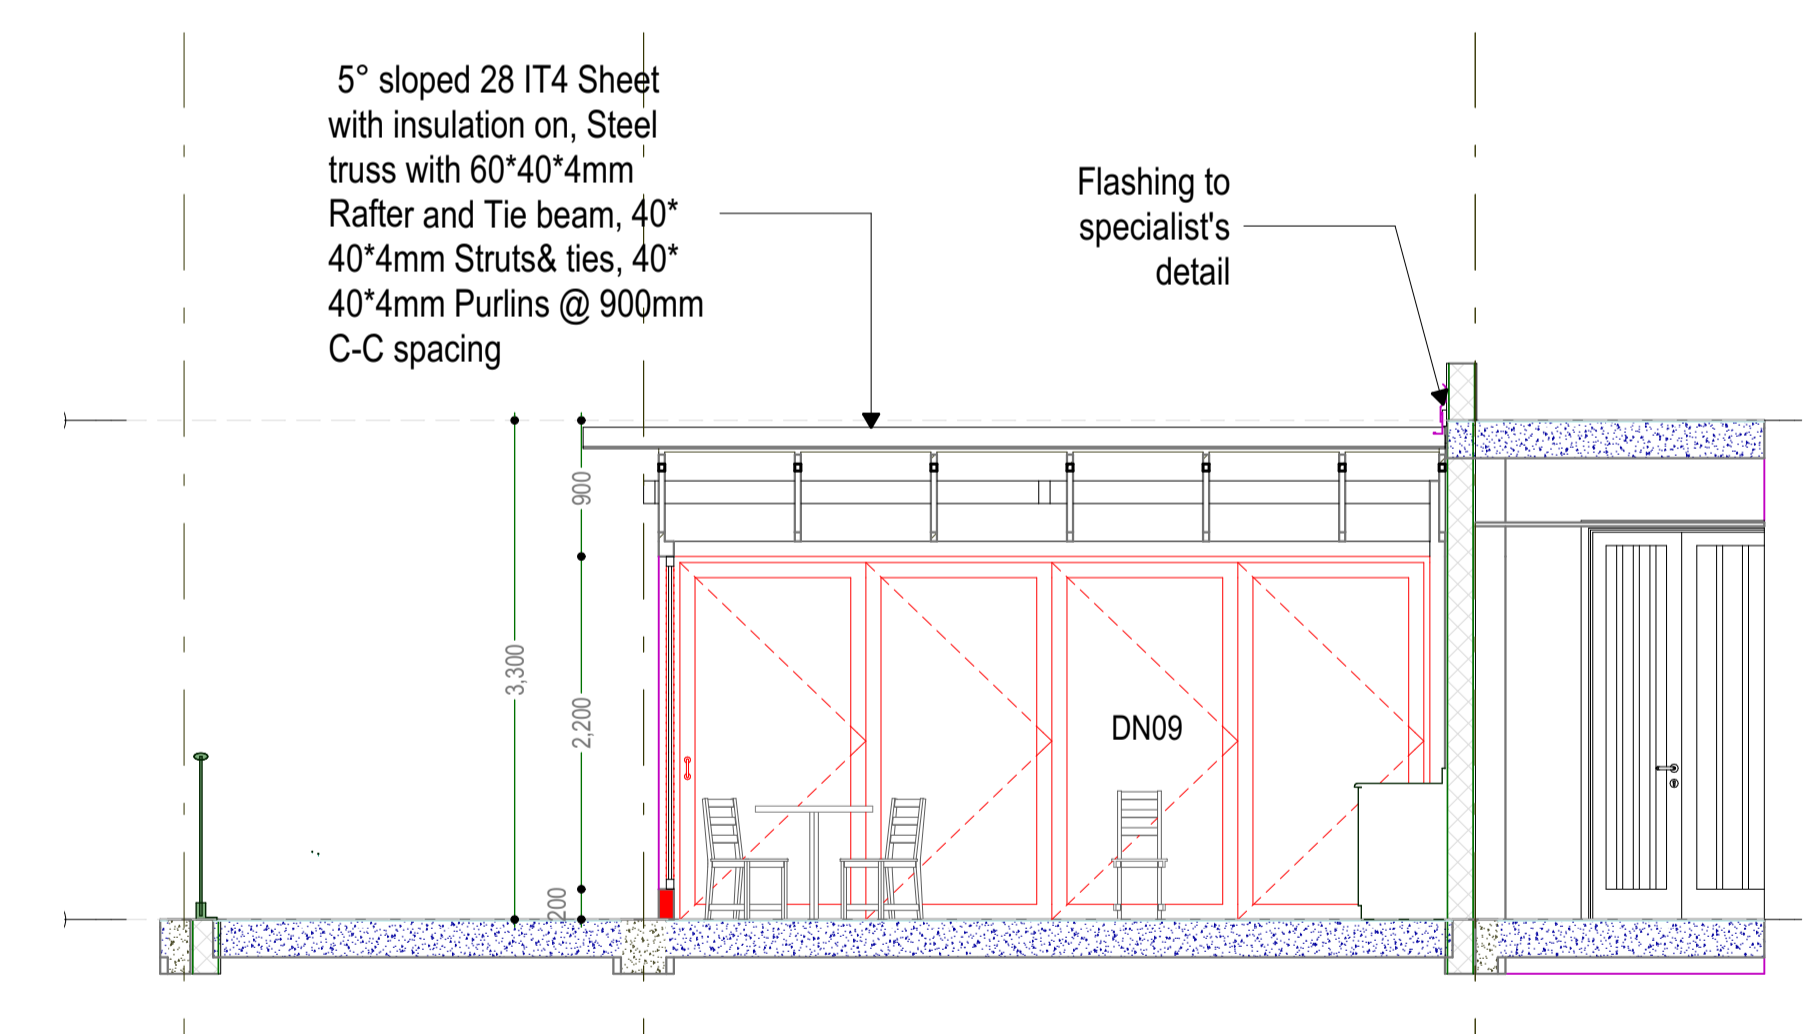 5° sloped 28 IT4 Sheet
with insulation on, Steel
truss with 60*40*4mm
Rafter and Tie beam, 40*
40*4mm Struts& ties, 40*
40*4mm Purlins @ 900mm
C-C spacing
Flashing to
specialist's
detail
900
3,300
2,200
DN09
200